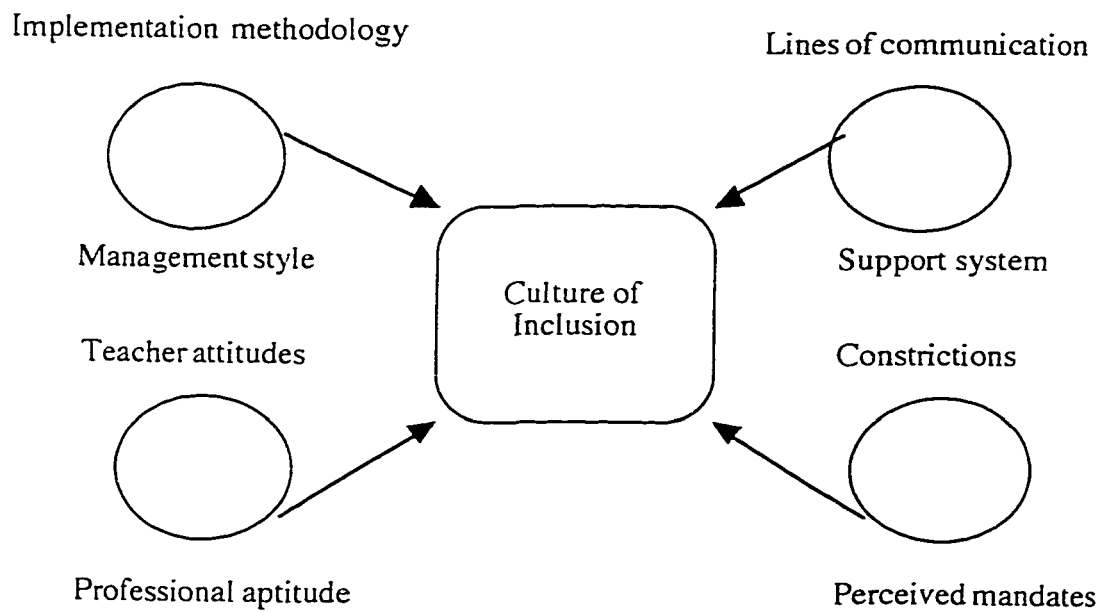 Implementation methodology
Lines of communication
Management style
Support system
Culture of
Inclusion
Teacher attitudes
Constrictions
Professional aptitude
Perceived mandates